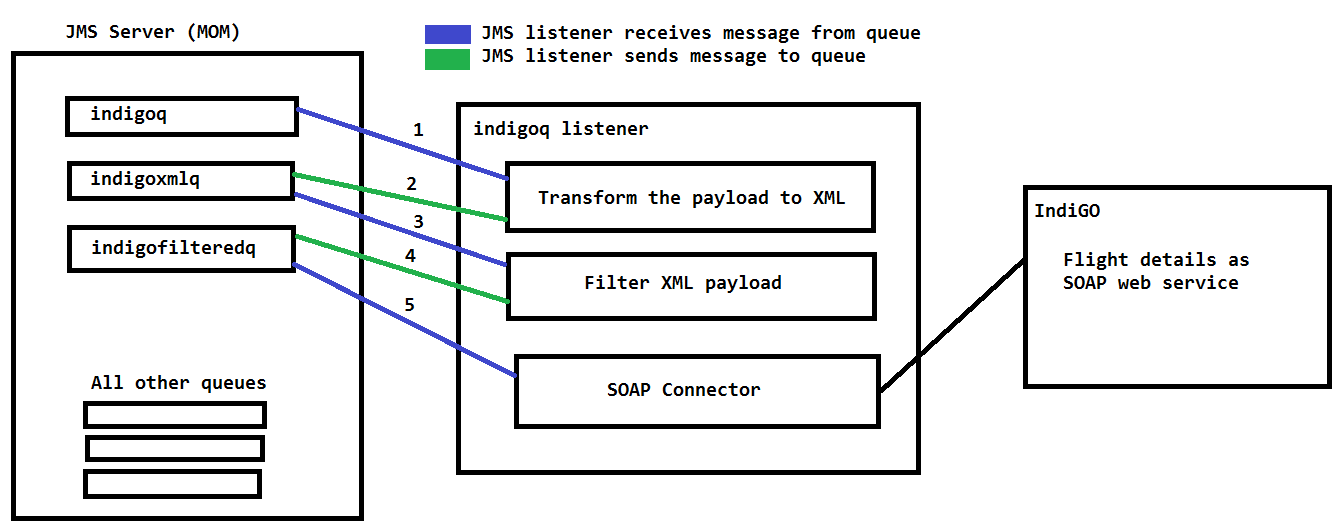 JMS Server (MOM)
JMS listener receives message from queue
JMS listener sends message to queue
indigoq
indigoxmlq
indigofilteredq
All other queues
1
2
3
4
5
indigoq listener
Transform the payload to XML
Filter XML payload
SOAP Connector
IndiGO
Flight details as
SOAP web service